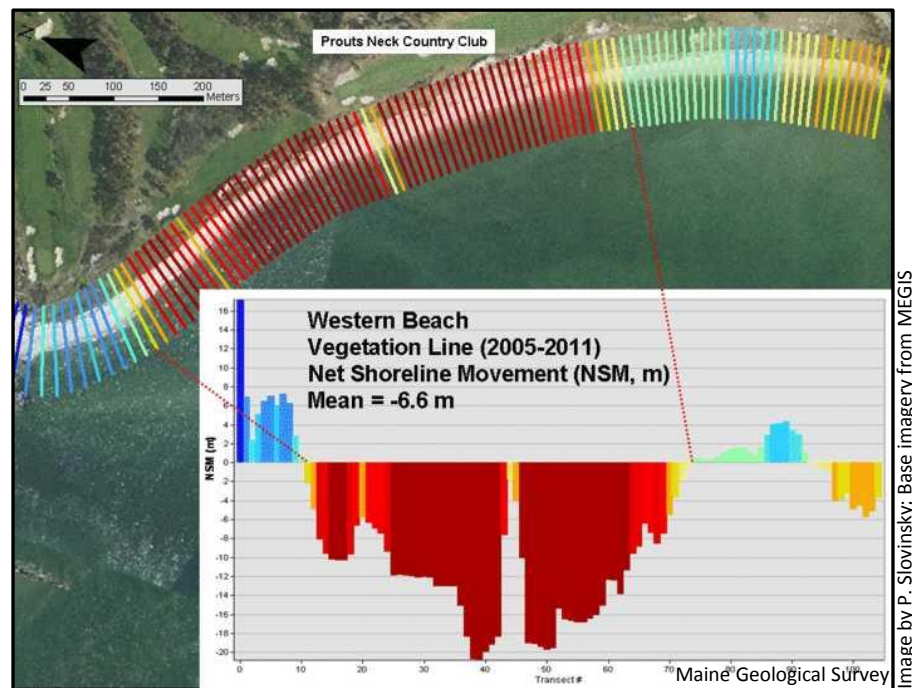 Prouts Neck Country Club
0 25 50 100 150 200
Meters
Western Beach
Vegetation Line (2005-2011)
Net Shoreline Movement (NSM, m)
Mean = -6.6 m
NSM (m)
16
14
12
10
8
6
4
2
0
-2
-4
-6
-8
-10
-12
-14
-16
-18
-20
0 10 20 30 40 50 60 70 80 90 100
Transect #
Maine Geological Survey
Image by P. Slovinsky; Base imagery from MEGIS